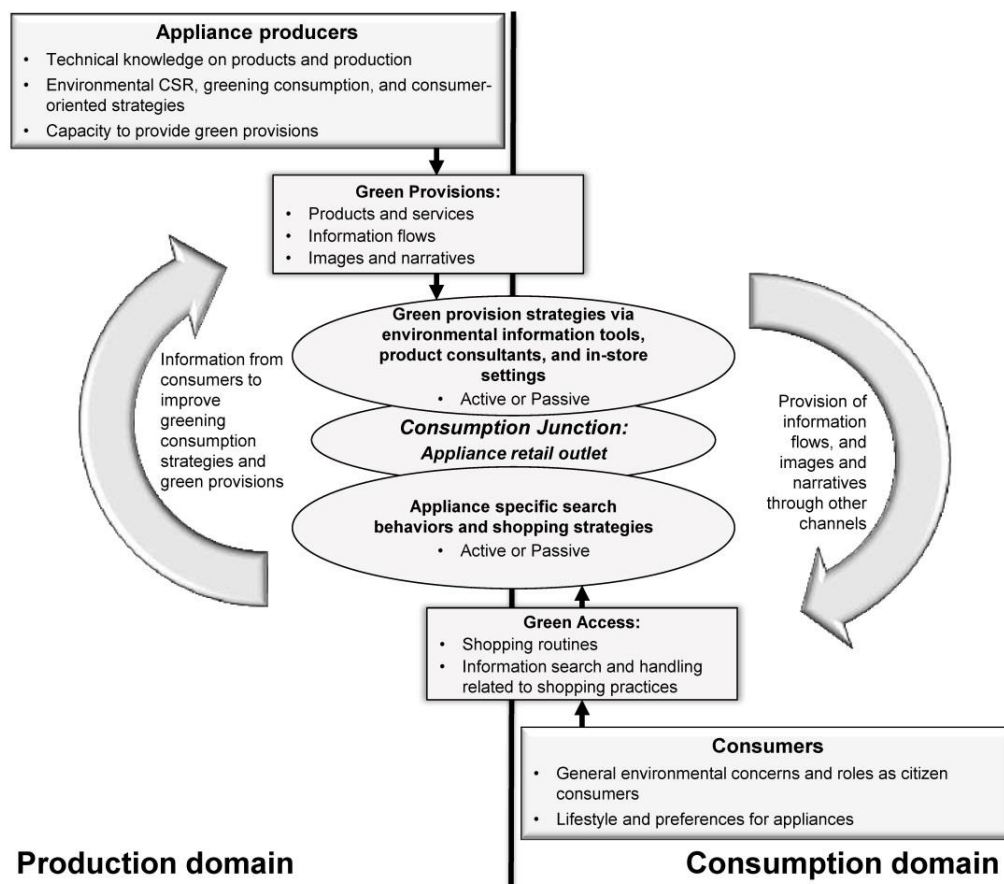 Appliance producers
• Technical knowledge on products and production
• Environmental CSR, greening consumption, and consumer-
oriented strategies
• Capacity to provide green provisions
Green Provisions:
• Products and services
• Information flows
• Images and narratives
Green provision strategies via
environmental information tools,
product consultants, and in-store
settings
• Active or Passive
Consumption Junction:
Appliance retail outlet
Appliance specific search
behaviors and shopping strategies
• Active or Passive
Information from
consumers to
improve
greening
consumption
strategies and
green provisions
Provision of
information
flows, and
images and
narratives
through other
channels
Green Access:
• Shopping routines
• Information search and handling
related to shopping practices
Consumers
• General environmental concerns and roles as citizen
consumers
• Lifestyle and preferences for appliances
Production domain
Consumption domain